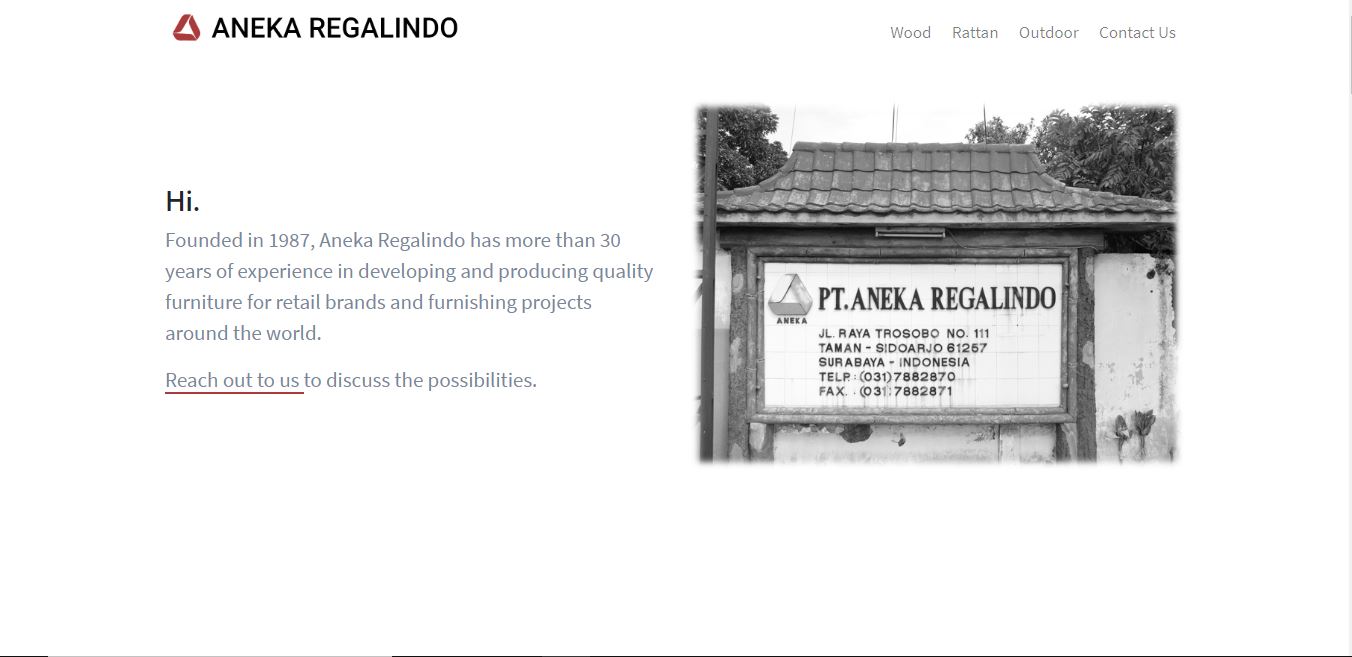 ANEKA REGALINDO
Wood Rattan Outdoor Contact Us
Hi.
Founded in 1987, Aneka Regalindo has more than 30
years of experience in developing and producing quality
furniture for retail brands and furnishing projects
around the world.
Reach out to us to discuss the possibilities.
PT.ANEKA REGALINDO
ANEKA
JL. RAYA TROSOBO NO. 111
TAMAN - SIDOARJO 61257
SURABAYA - INDONESIA
TELP : (031)7882870
FAX. : (031)7882871